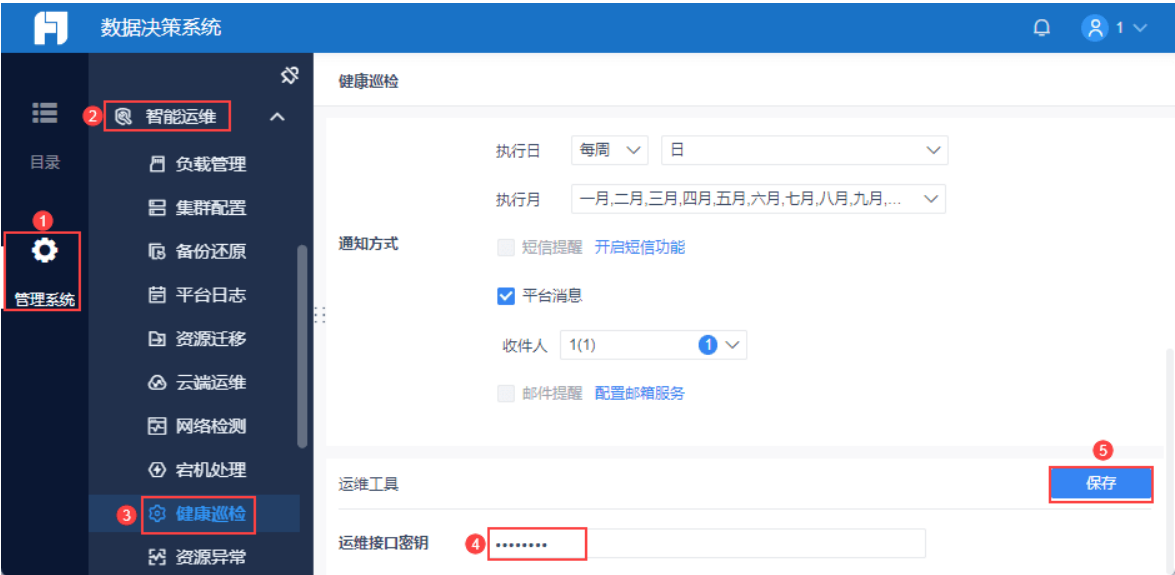 数据决策系统
1
目录
1
管理系统
2 智能运维
负载管理
集群配置
备份还原
平台日志
资源迁移
云端运维
网络检测
宕机处理
3 健康巡检
资源异常
健康巡检
执行日 每周 日
执行月 一月,二月,三月,四月,五月,六月,七月,八月,九月,...
通知方式 短信提醒 开启短信功能
平台消息
收件人 1(1) 1
邮件提醒 配置邮箱服务
5
运维工具 保存
运维接口密钥 4 ••••••••